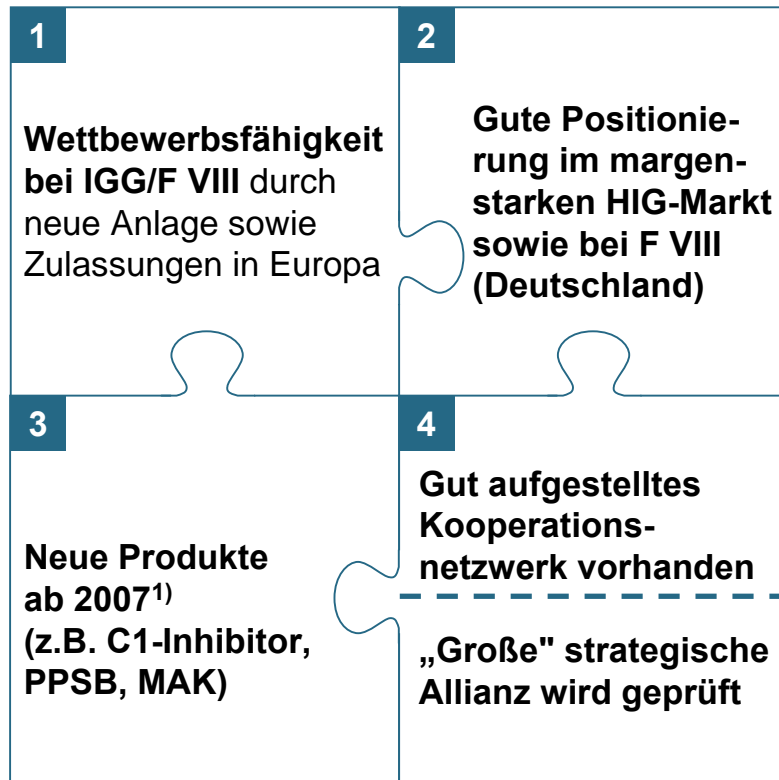 1
Wettbewerbsfähigkeit
bei IGG/F VIII durch
neue Anlage sowie
Zulassungen in Europa
2
Gute Positionie-
rung im margen-
starken HIG-Markt
sowie bei F VIII
(Deutschland)
3
Neue Produkte
ab 2007¹⁾
(z.B. C1-Inhibitor,
PPSB, MAK)
4
Gut aufgestelltes
Kooperations-
netzwerk vorhanden
„Große" strategische
Allianz wird geprüft